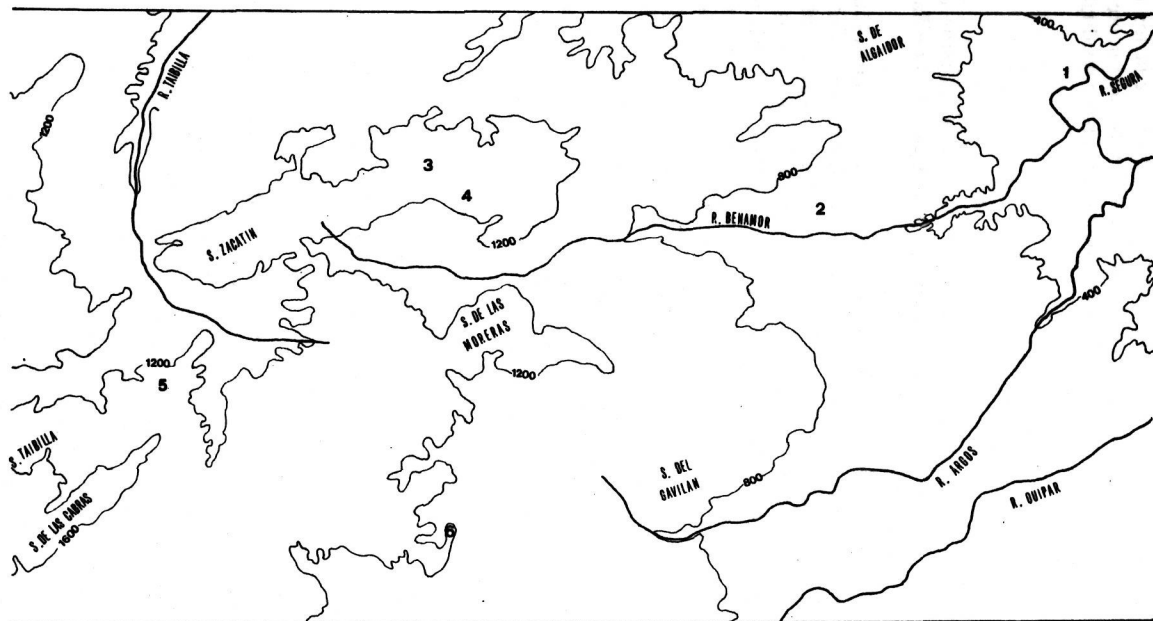 400
S. DE
ALGAIDOR
1
R. SEGURA
R. TAIBILLA
1200
3
4
800
2
R. BENAMOR
1200
S. ZACATIN
S. DE LAS
MORERAS
400
1200
5
1200
S. TAIBILLA
S. DEL
GAVILAN
800
R. ARGOS
R. QUIPAR
S. DE LAS CABRAS
1600
6